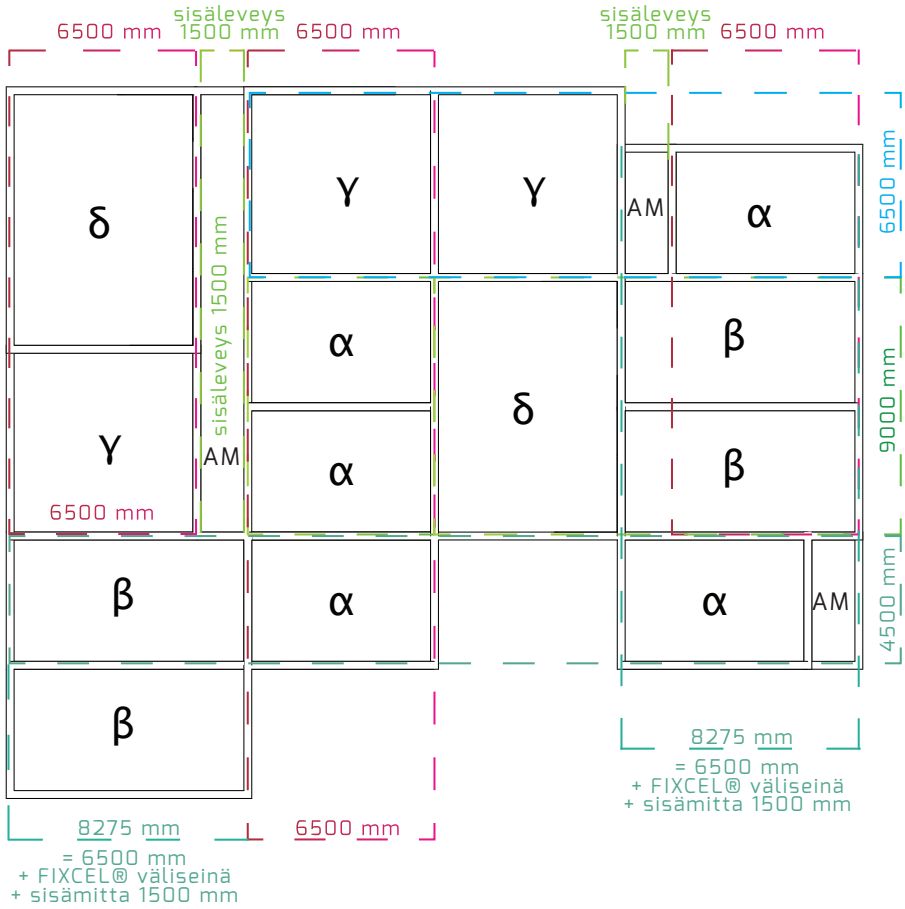 sisäleveys
1500 mm
6500 mm
6500 mm
sisäleveys
1500 mm
6500 mm
δ
γ
γ
AM
α
6500 mm
sisäleveys 1500 mm
α
β
δ
9000 mm
γ
AM
α
β
6500 mm
β
α
α
AM
4500 mm
β
8275 mm
= 6500 mm
+ FIXCEL® väliseinä
+ sisämitta 1500 mm
8275 mm
= 6500 mm
+ FIXCEL® väliseinä
+ sisämitta 1500 mm
6500 mm